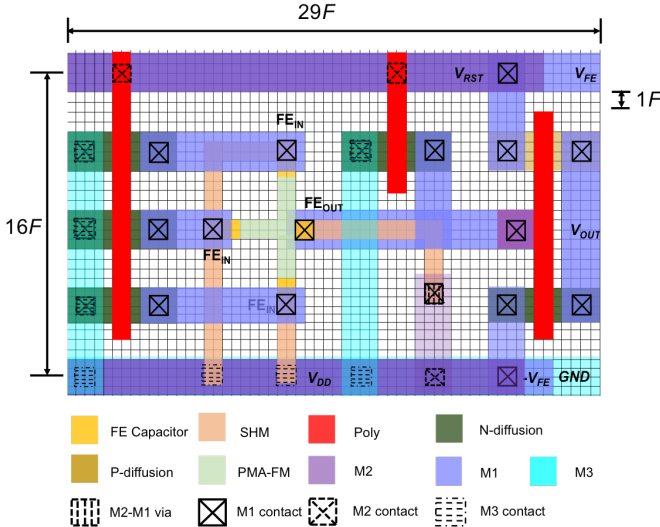 29F
V_RST
V_FE
1F
FE_IN
16F
FE_OUT
FE_IN
V_OUT
FE_IN
V_DD
-V_FE
GND
FE Capacitor
SHM
Poly
N-diffusion
P-diffusion
PMA-FM
M2
M1
M3
M2-M1 via
M1 contact
M2 contact
M3 contact